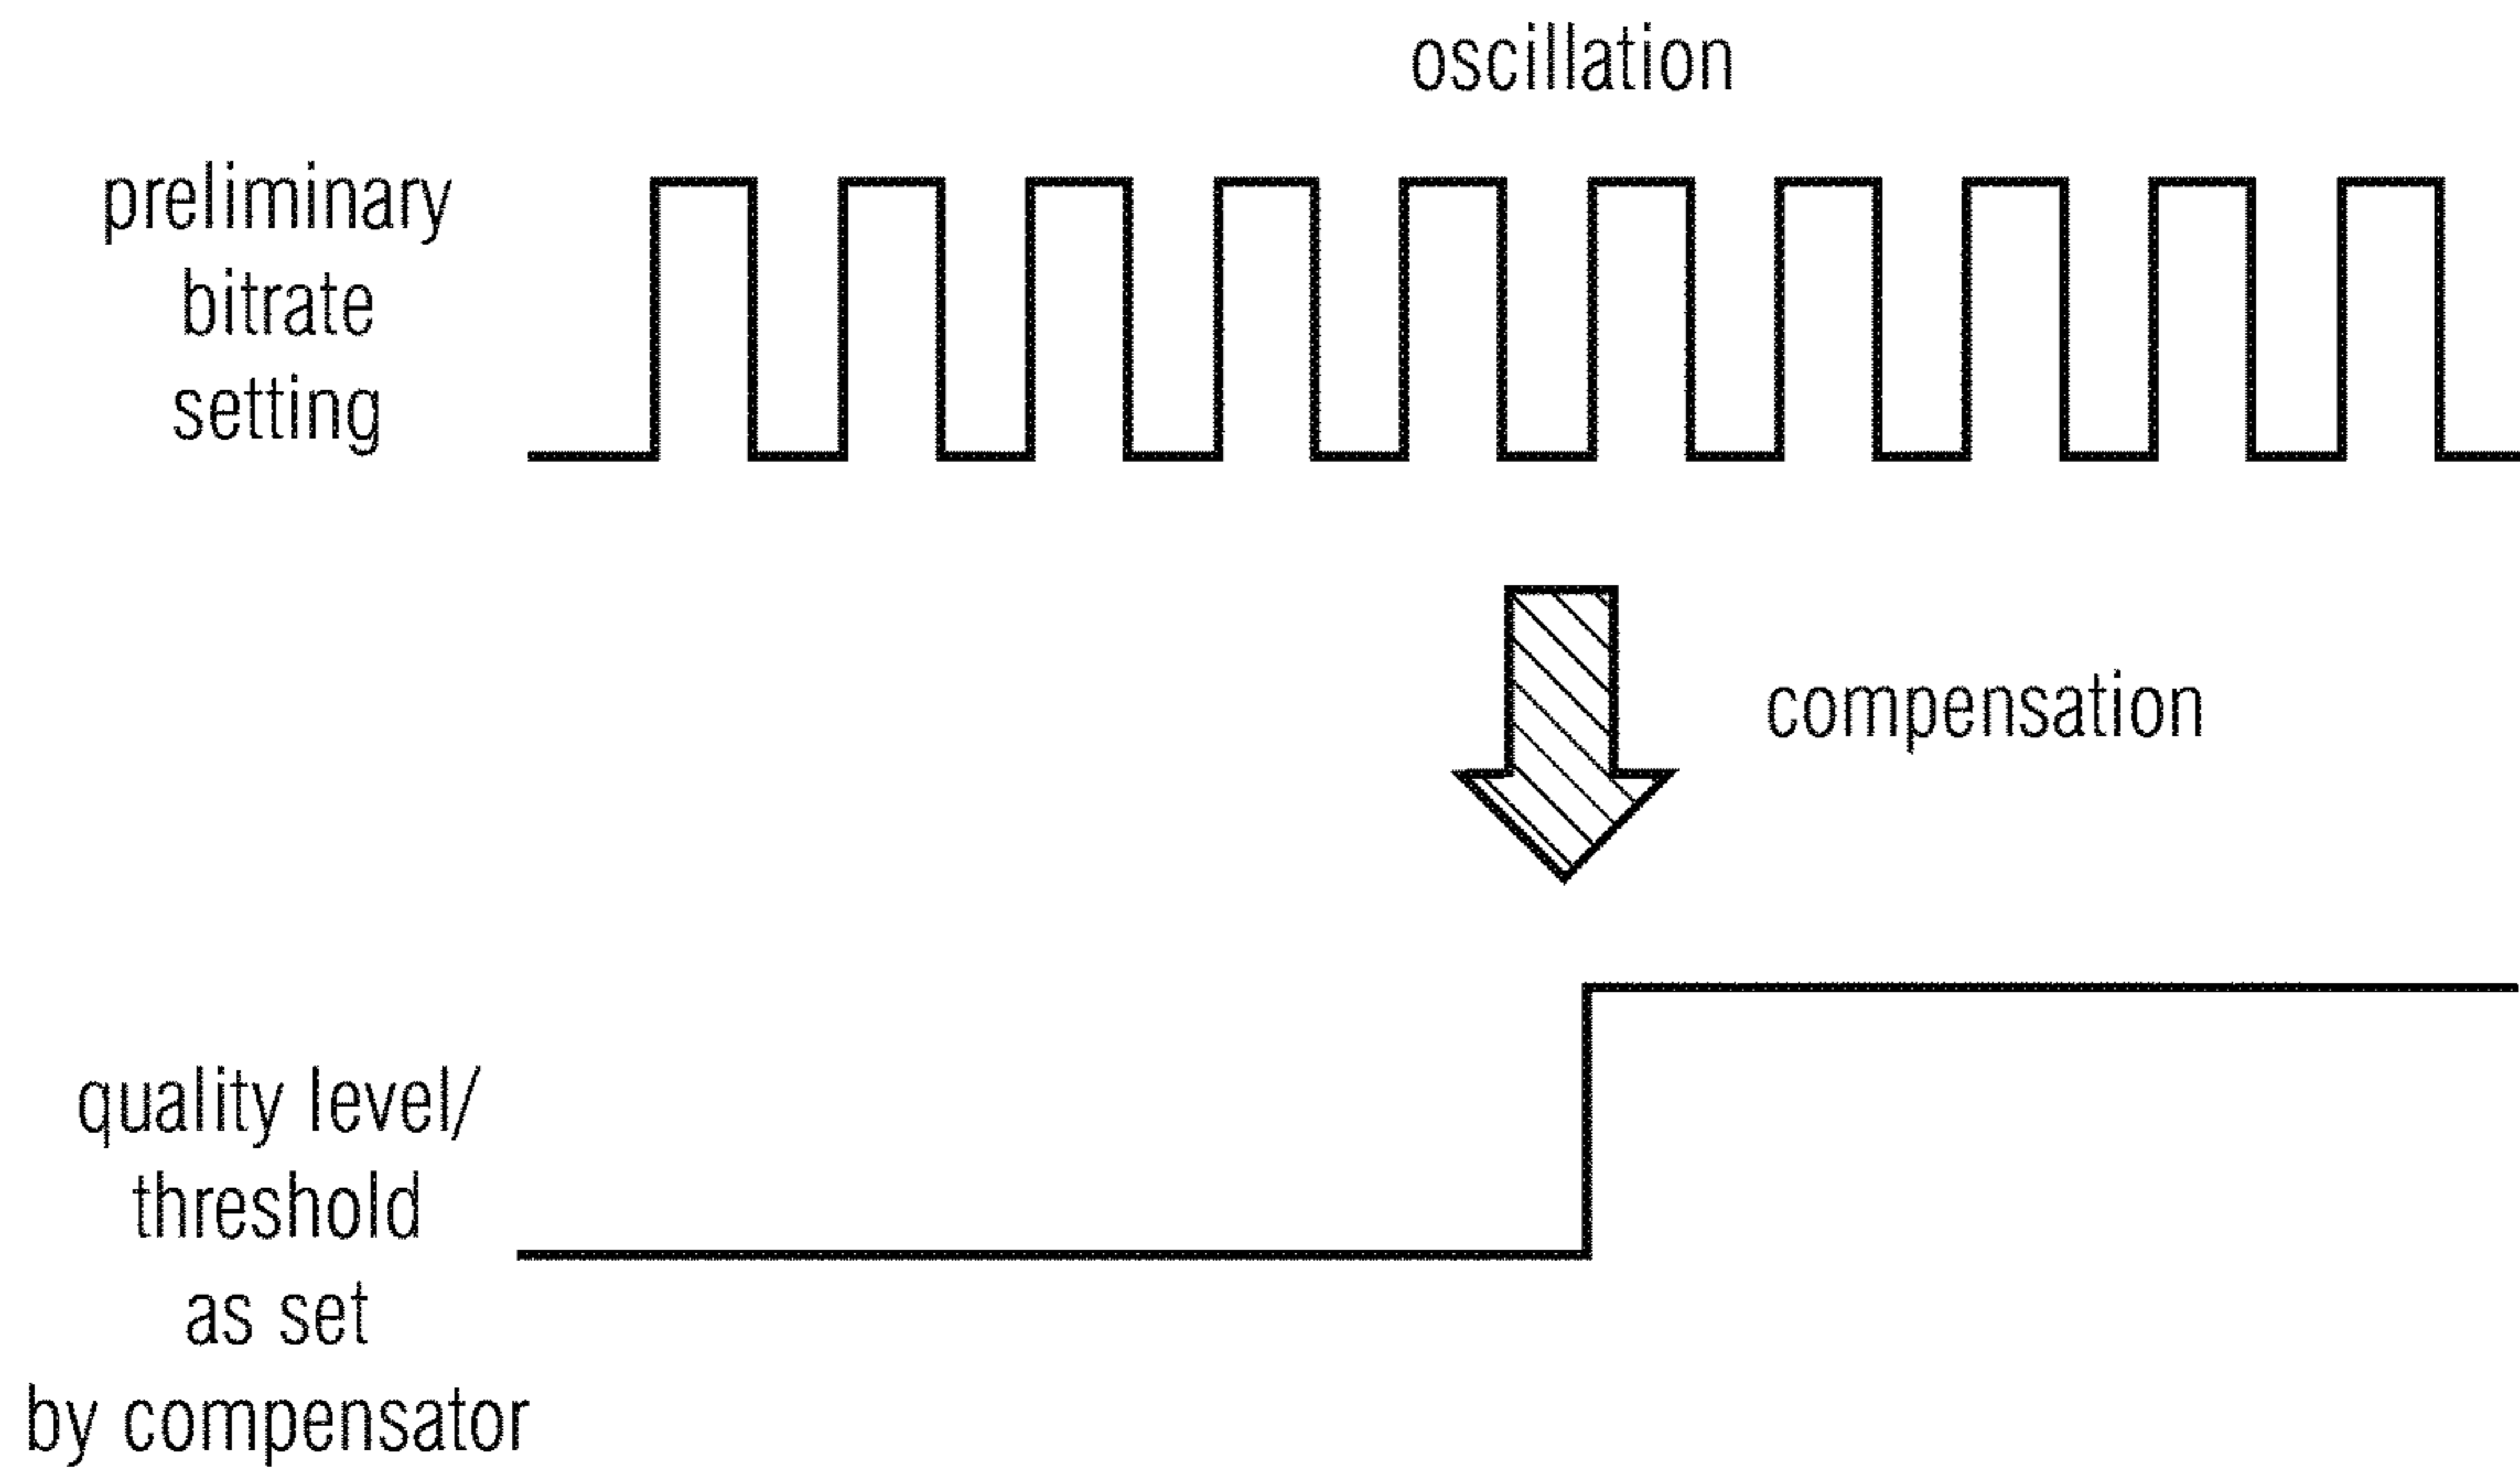 oscillation
preliminary
bitrate
setting
compensation
quality level/
threshold
as set
by compensator